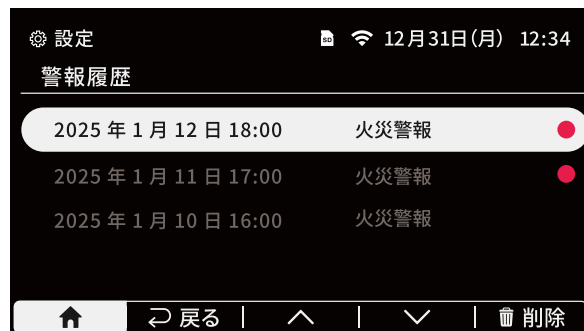 設定 SD 12月31日(月) 12:34
警報履歴
2025 年 1 月 12 日 18:00 火災警報
2025 年 1 月 11 日 17:00 火災警報
2025 年 1 月 10 日 16:00 火災警報
戻る 削除